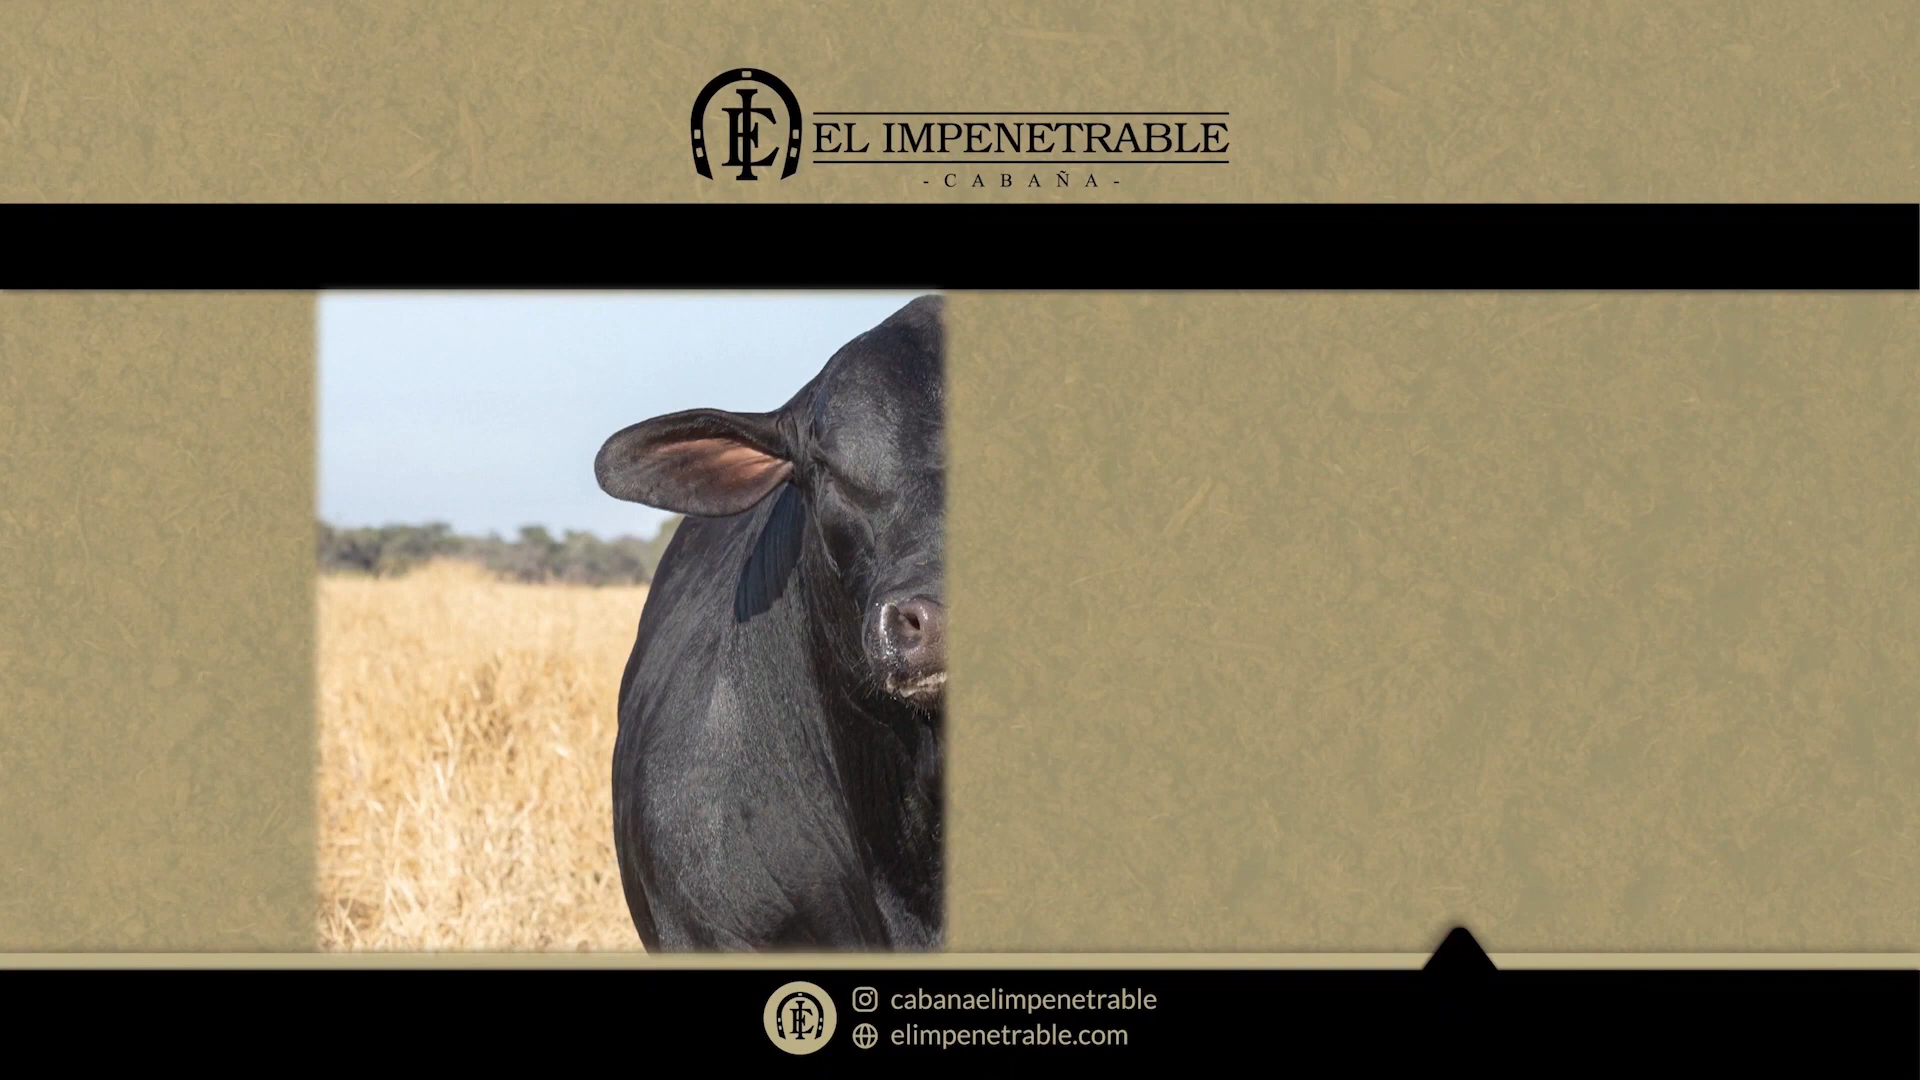 EL IMPENETRABLE
- CABAÑA -
cabanaelimpenetrable
elimpenetrable.com